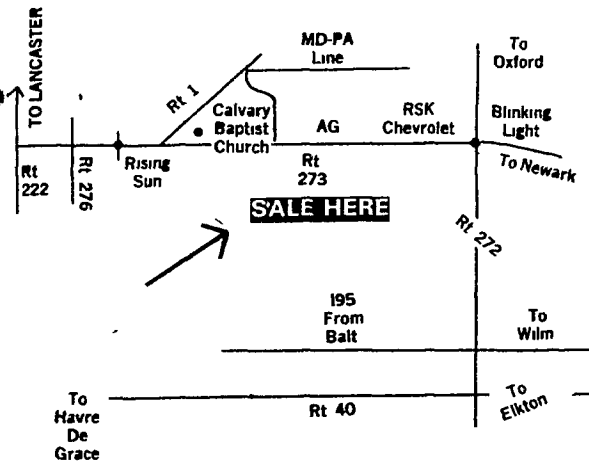 TO LANCASTER
MD-PA
Line
To
Oxford
Rt 1
Calvary
Baptist
Church
AG
RSK
Chevrolet
Blinking
Light
To Newark
Rt
222
Rt 276
Rising
Sun
Rt
273
SALE HERE
Rt 272
I95
From
Balt
To
Wilm
To
Havre
De
Grace
Rt 40
To
Elkton